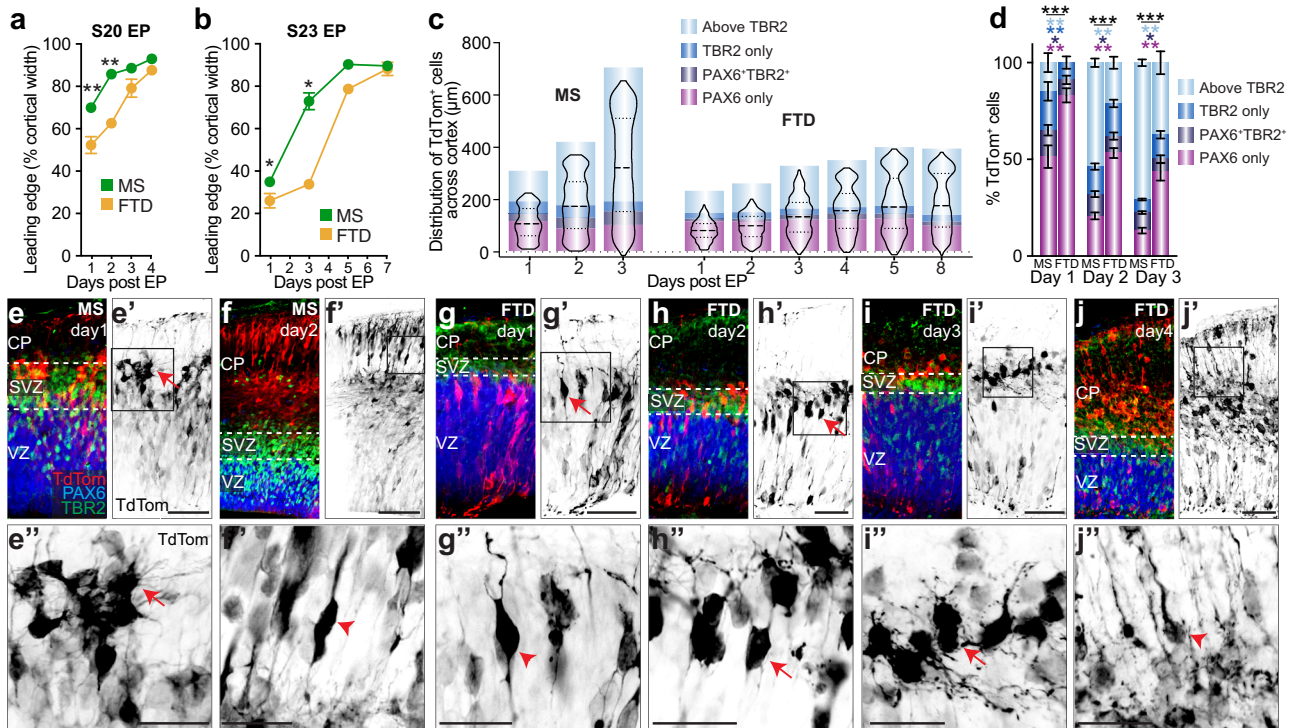 a
S20 EP
Leading edge (% cortical width)
100
80
60
40
20
0
**
**
MS
FTD
1 2 3 4
Days post EP
b
S23 EP
Leading edge (% cortical width)
100
80
60
40
20
0
*
*
MS
FTD
1 2 3 4 5 6 7
Days post EP
c
Above TBR2
TBR2 only
PAX6⁺TBR2⁺
PAX6 only
Distribution of TdTom⁺ cells
across cortex (µm)
800
600
400
200
0
MS
FTD
1 2 3 1 2 3 4 5 8
Days post EP
d
*** *** ***
** ** **
**
* * *
** ** **
% TdTom⁺ cells
100
50
0
MS FTD MS FTD MS FTD
Day 1 Day 2 Day 3
Above TBR2
TBR2 only
PAX6⁺TBR2⁺
PAX6 only
e MS
day1
CP
SVZ
VZ
TdTom
PAX6
TBR2
e'
TdTom
f MS
day2
CP
SVZ
VZ
f'
g FTD
day1
CP
SVZ
VZ
g'
h FTD
day2
CP
SVZ
VZ
h'
i FTD
day3
CP
SVZ
VZ
i'
j FTD
day4
CP
SVZ
VZ
j'
e'' TdTom
f''
g''
h''
i''
j''